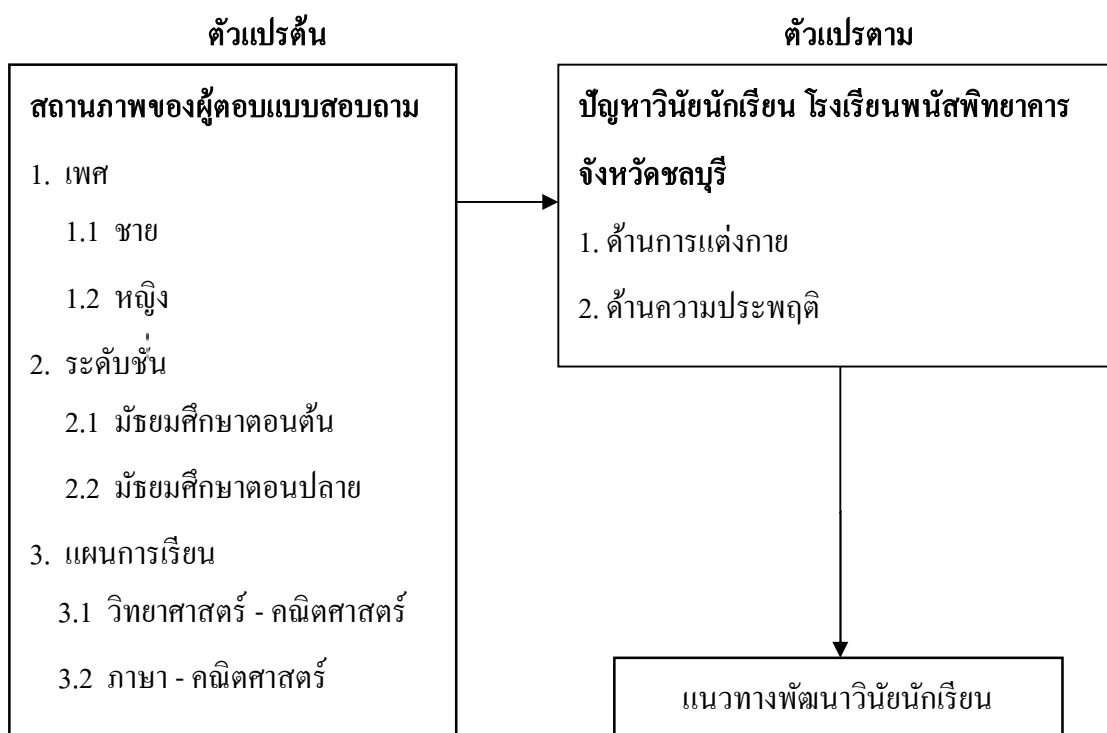 ตัวแปรต้น
สถานภาพของผู้ตอบแบบสอบถาม
1. เพศ
1.1 ชาย
1.2 หญิง
2. ระดับชั้น
2.1 มัธยมศึกษาตอนต้น
2.2 มัธยมศึกษาตอนปลาย
3. แผนการเรียน
3.1 วิทยาศาสตร์ - คณิตศาสตร์
3.2 ภาษา - คณิตศาสตร์
ตัวแปรตาม
ปัญหาวินัยนักเรียน โรงเรียนพนัสพิทยาคาร
จังหวัดชลบุรี
1. ด้านการแต่งกาย
2. ด้านความประพฤติ
แนวทางพัฒนาวินัยนักเรียน